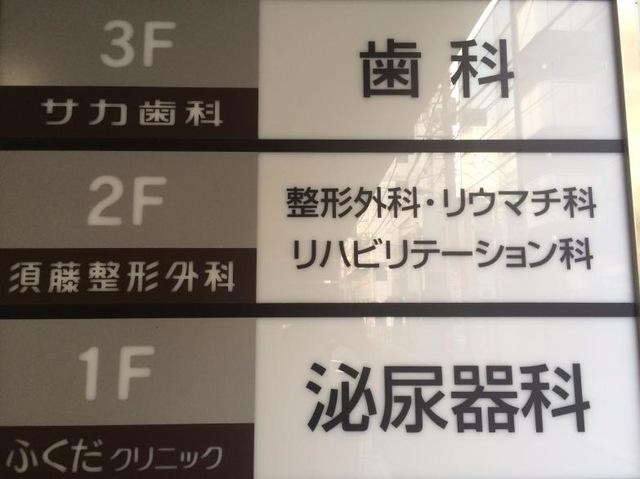 3F
サカ歯科
歯科
2F
須藤整形外科
整形外科・リウマチ科
リハビリテーション科
1F
ふくだクリニック
泌尿器科